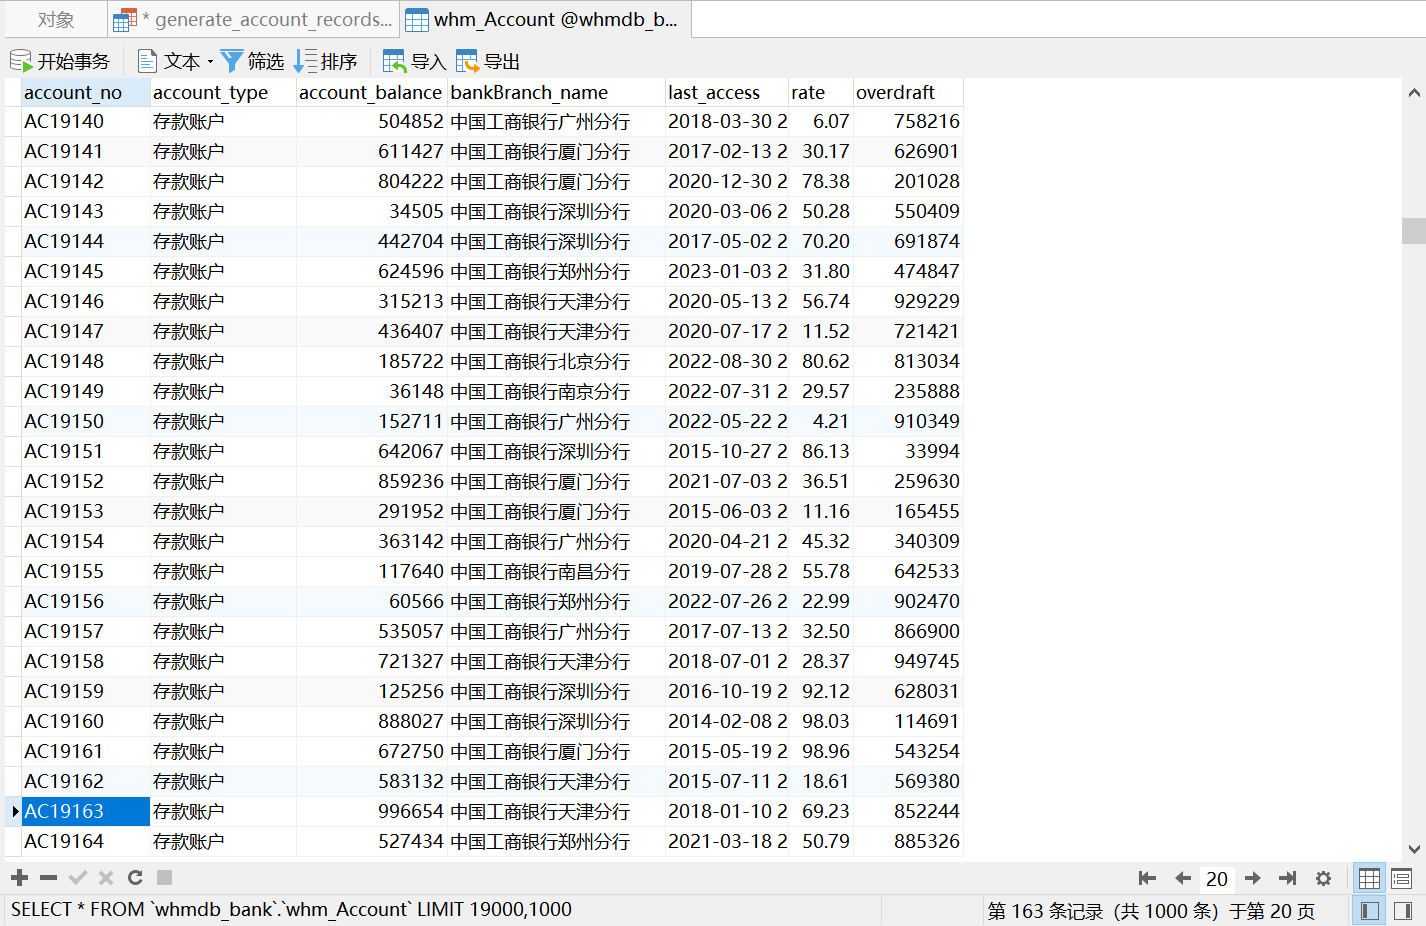 对象 * generate_account_records... whm_Account @whmdb_b...
开始事务 文本 筛选 排序 导入 导出
account_no account_type account_balance bankBranch_name last_access rate overdraft
AC19140 存款账户 504852 中国工商银行广州分行 2018-03-30 2 6.07 758216
AC19141 存款账户 611427 中国工商银行厦门分行 2017-02-13 2 30.17 626901
AC19142 存款账户 804222 中国工商银行厦门分行 2020-12-30 2 78.38 201028
AC19143 存款账户 34505 中国工商银行深圳分行 2020-03-06 2 50.28 550409
AC19144 存款账户 442704 中国工商银行深圳分行 2017-05-02 2 70.20 691874
AC19145 存款账户 624596 中国工商银行郑州分行 2023-01-03 2 31.80 474847
AC19146 存款账户 315213 中国工商银行天津分行 2020-05-13 2 56.74 929229
AC19147 存款账户 436407 中国工商银行天津分行 2020-07-17 2 11.52 721421
AC19148 存款账户 185722 中国工商银行北京分行 2022-08-30 2 80.62 813034
AC19149 存款账户 36148 中国工商银行南京分行 2022-07-31 2 29.57 235888
AC19150 存款账户 152711 中国工商银行广州分行 2022-05-22 2 4.21 910349
AC19151 存款账户 642067 中国工商银行深圳分行 2015-10-27 2 86.13 33994
AC19152 存款账户 859236 中国工商银行厦门分行 2021-07-03 2 36.51 259630
AC19153 存款账户 291952 中国工商银行厦门分行 2015-06-03 2 11.16 165455
AC19154 存款账户 363142 中国工商银行广州分行 2020-04-21 2 45.32 340309
AC19155 存款账户 117640 中国工商银行南昌分行 2019-07-28 2 55.78 642533
AC19156 存款账户 60566 中国工商银行郑州分行 2022-07-26 2 22.99 902470
AC19157 存款账户 535057 中国工商银行广州分行 2017-07-13 2 32.50 866900
AC19158 存款账户 721327 中国工商银行天津分行 2018-07-01 2 28.37 949745
AC19159 存款账户 125256 中国工商银行深圳分行 2016-10-19 2 92.12 628031
AC19160 存款账户 888027 中国工商银行深圳分行 2014-02-08 2 98.03 114691
AC19161 存款账户 672750 中国工商银行厦门分行 2015-05-19 2 98.96 543254
AC19162 存款账户 583132 中国工商银行天津分行 2015-07-11 2 18.61 569380
AC19163 存款账户 996654 中国工商银行天津分行 2018-01-10 2 69.23 852244
AC19164 存款账户 527434 中国工商银行郑州分行 2021-03-18 2 50.79 885326
20
SELECT * FROM `whmdb_bank`.`whm_Account` LIMIT 19000,1000 第 163 条记录（共 1000 条）于第 20 页